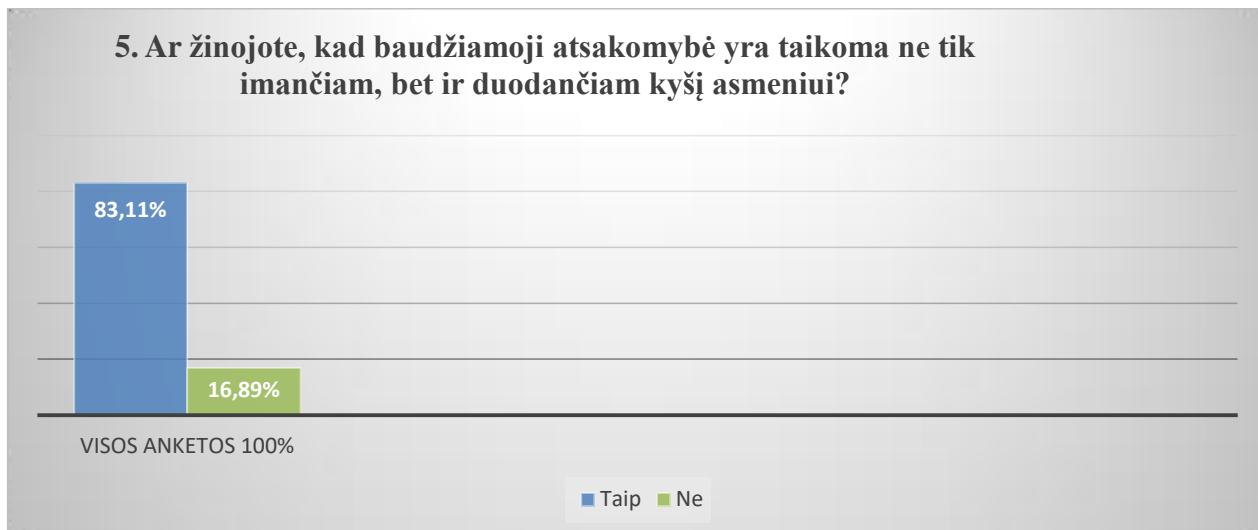 5. Ar žinojote, kad baudžiamoji atsakomybė yra taikoma ne tik
imančiam, bet ir duodančiam kyšį asmeniui?
83,11%
16,89%
VISOS ANKETOS 100%
Taip Ne